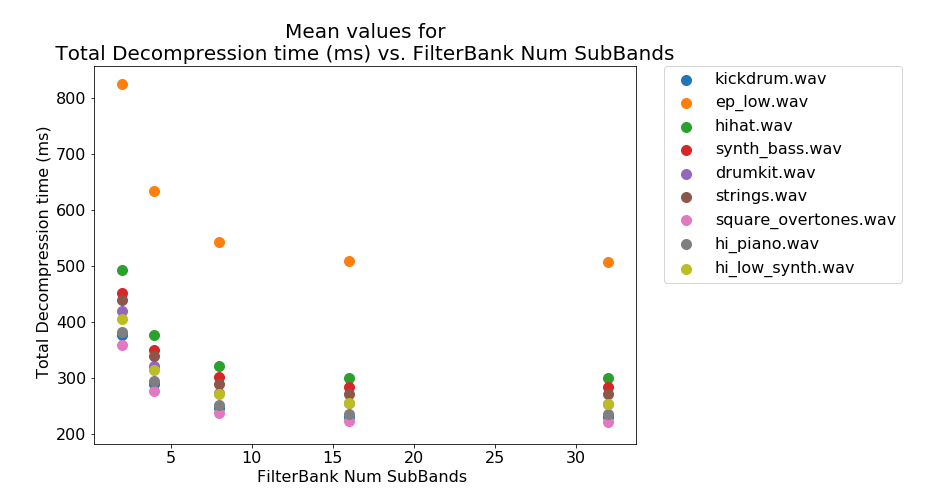 Mean values for
Total Decompression time (ms) vs. FilterBank Num SubBands
800
700
600
500
400
300
200
Total Decompression time (ms)
5 10 15 20 25 30
FilterBank Num SubBands
kickdrum.wav
ep_low.wav
hihat.wav
synth_bass.wav
drumkit.wav
strings.wav
square_overtones.wav
hi_piano.wav
hi_low_synth.wav